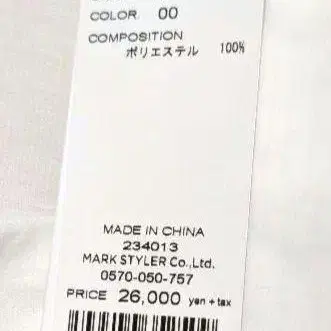 COLOR 00
COMPOSITION
ポリエステル 100%
MADE IN CHINA
234013
MARK STYLER Co.,Ltd.
0570-050-757
PRICE 26,000 yen + tax